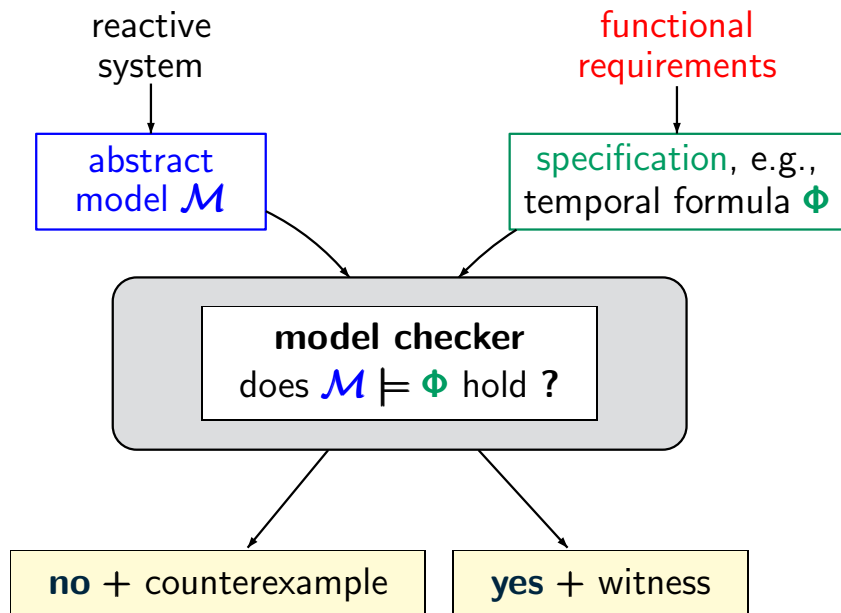 reactive
system
functional
requirements
abstract
model 𝓜
specification, e.g.,
temporal formula Φ
model checker
does 𝓜 ⊨ Φ hold ?
no + counterexample
yes + witness